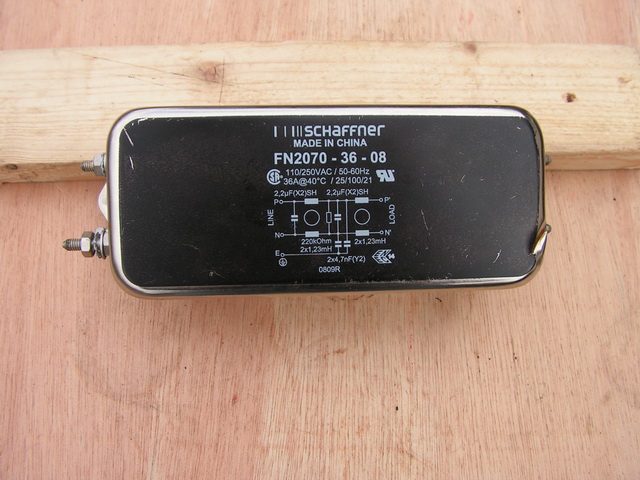 SCHAFFNER
MADE IN CHINA
FN2070 - 36 - 08
110/250VAC / 50-60Hz
36A@40°C / 25/100/21
2,2µF(X2)SH 2,2µF(X2)SH
P P'
LINE LOAD
N N'
220kOhm 2x1,23mH
2x1,23mH
E
2x4,7nF(Y2)
0809R